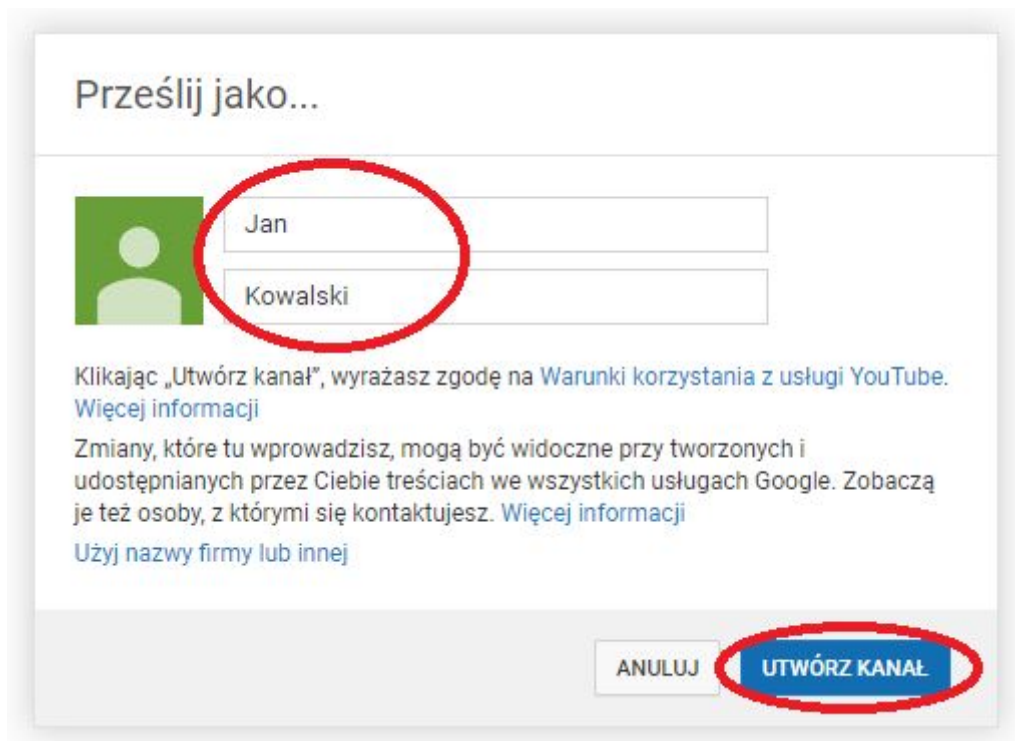 Prześlij jako...
Jan
Kowalski
Klikając „Utwórz kanał”, wyrażasz zgodę na Warunki korzystania z usługi YouTube.
Więcej informacji
Zmiany, które tu wprowadzisz, mogą być widoczne przy tworzonych i
udostępnianych przez Ciebie treściach we wszystkich usługach Google. Zobaczą
je też osoby, z którymi się kontaktujesz. Więcej informacji
Użyj nazwy firmy lub innej
ANULUJ
UTWÓRZ KANAŁ